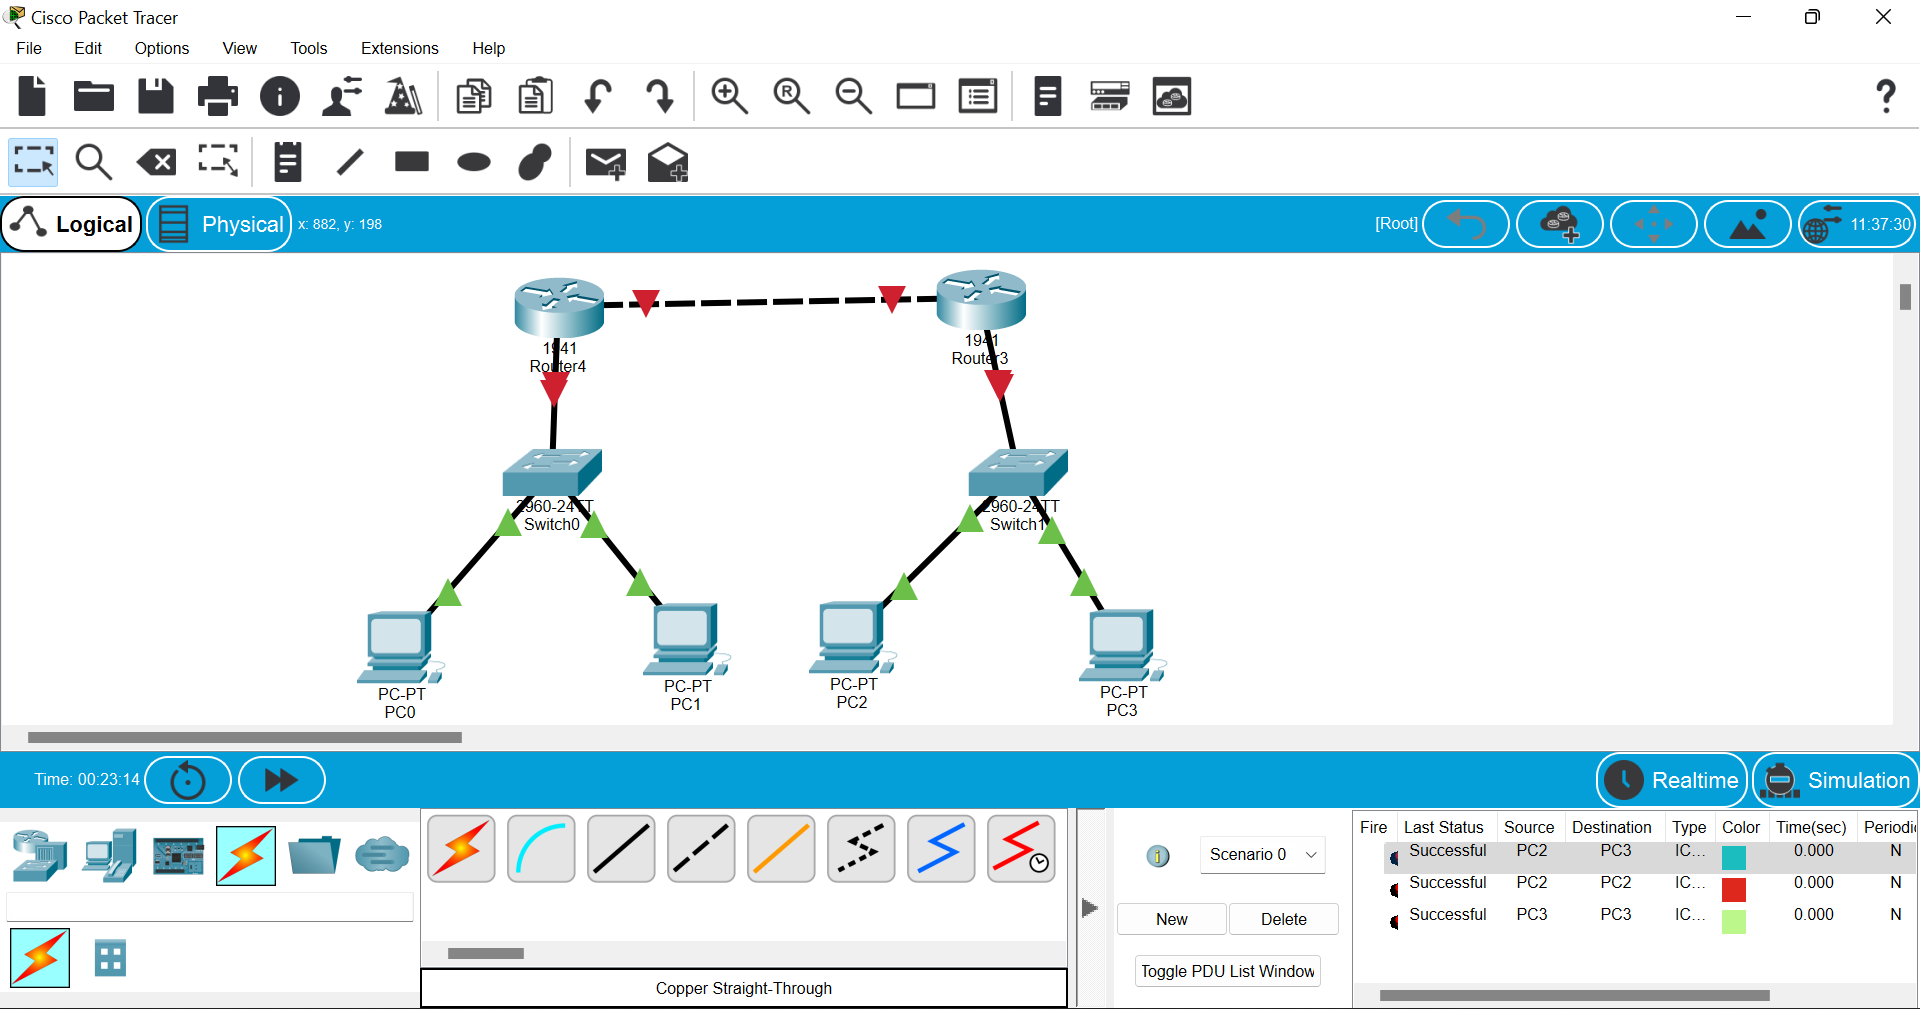 Cisco Packet Tracer
File Edit Options View Tools Extensions Help
Logical Physical x: 882, y: 198 [Root] 11:37:30
1941
Router4
1941
Router3
2960-24TT
Switch0
2960-24TT
Switch1
PC-PT
PC0
PC-PT
PC1
PC-PT
PC2
PC-PT
PC3
Time: 00:23:14 Realtime Simulation
Fire Last Status Source Destination Type Color Time(sec) Periodi
Successful PC2 PC3 IC... 0.000 N
Successful PC2 PC2 IC... 0.000 N
Successful PC3 PC3 IC... 0.000 N
Scenario 0
New Delete
Toggle PDU List Window
Copper Straight-Through